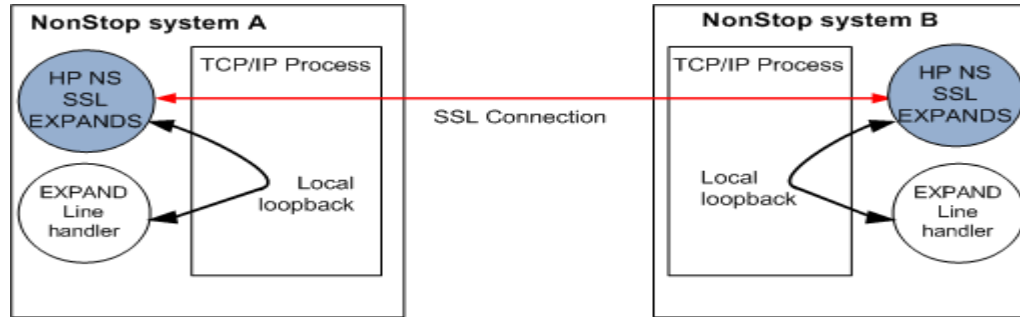 NonStop system A
HP NS
SSL
EXPANDS
TCP/IP Process
EXPAND
Line
handler
Local
loopback
SSL Connection
NonStop system B
TCP/IP Process
HP NS
SSL
EXPANDS
Local
loopback
EXPAND
Line
handler